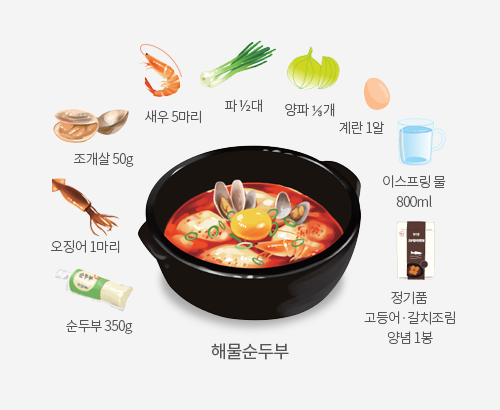 새우 5마리
파 ½대
양파 ⅛개
계란 1알
조개살 50g
이스프링 물
800ml
오징어 1마리
순두부 350g
정기품
고등어·갈치조림
양념 1봉
해물순두부